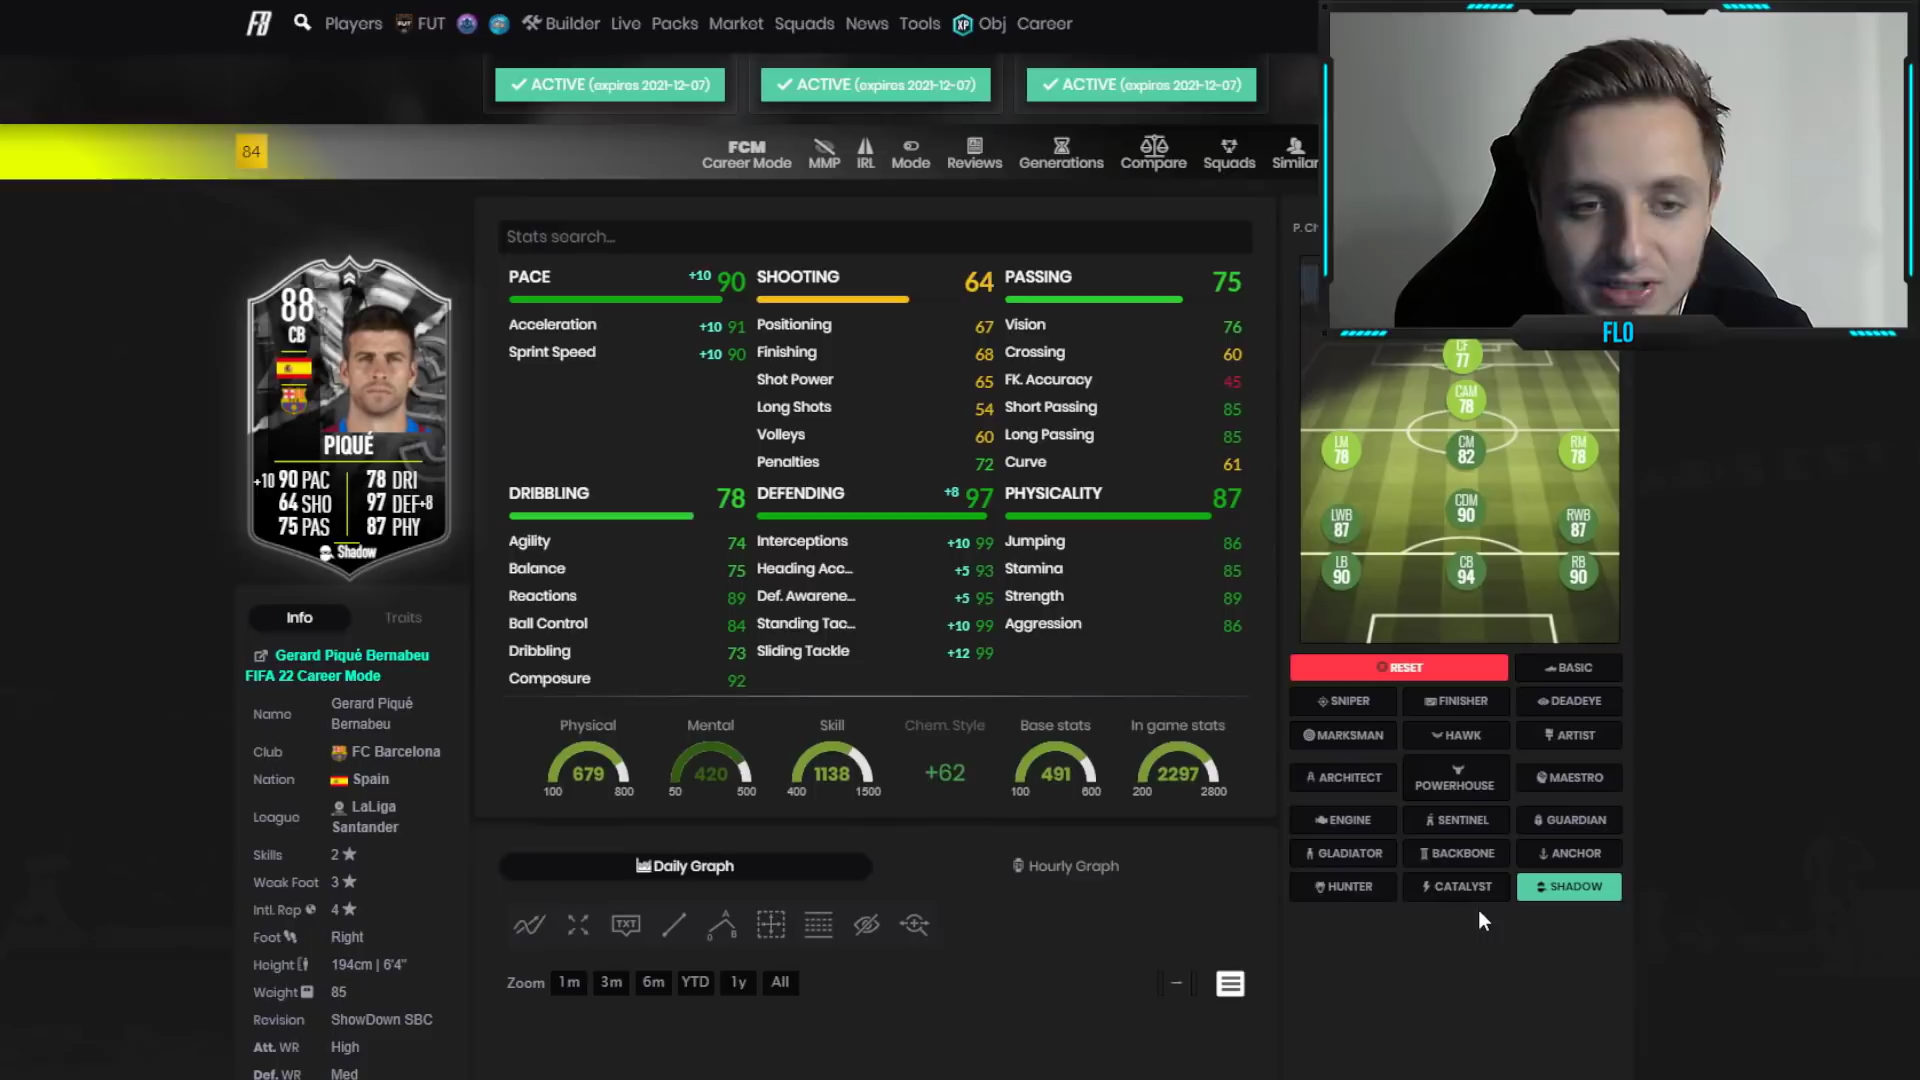 Players FUT Builder Live Packs Market Squads News Tools XP Obj Career
ACTIVE (expires 2021-12-07) ACTIVE (expires 2021-12-07) ACTIVE (expires 2021-12-07)
84
FCM Career Mode MMP IRL Mode Reviews Generations Compare Squads Similar
FLO
Stats search...
PACE +10 90
Acceleration +10 91
Sprint Speed +10 90
SHOOTING 64
Positioning 67
Finishing 68
Shot Power 65
Long Shots 54
Volleys 60
Penalties 72
PASSING 75
Vision 76
Crossing 60
FK. Accuracy 45
Short Passing 85
Long Passing 85
Curve 61
DRIBBLING 78
Agility 74
Balance 75
Reactions 89
Ball Control 84
Dribbling 73
Composure 92
DEFENDING +8 97
Interceptions +10 99
Heading Acc... +5 93
Def. Awarene... +5 95
Standing Tac... +10 99
Sliding Tackle +12 99
PHYSICALITY 87
Jumping 86
Stamina 85
Strength 89
Aggression 86
88
CB
PIQUÉ
+10 90 PAC 78 DRI
64 SHO 97 DEF+8
75 PAS 87 PHY
Shadow
Info Traits
Gerard Piqué Bernabeu
FIFA 22 Career Mode
Name Gerard Piqué Bernabeu
Club FC Barcelona
Nation Spain
League LaLiga Santander
Skills 2
Weak Foot 3
Intl. Rep 4
Foot Right
Height 194cm | 6'4"
Weight 85
Revision ShowDown SBC
Att. WR High
Def. WR Med
Physical 679 100 800
Mental 420 50 500
Skill 1138 400 1500
Chem. Style +62
Base stats 491 100 600
In game stats 2297 200 2800
Daily Graph Hourly Graph
TXT
Zoom 1m 3m 6m YTD 1y All
P. Ch
CF 77
CAM 78
LM 78 CM 82 RM 78
LWB 87 CDM 90 RWB 87
LB 90 CB 94 RB 90
RESET BASIC
SNIPER FINISHER DEADEYE
MARKSMAN HAWK ARTIST
ARCHITECT POWERHOUSE MAESTRO
ENGINE SENTINEL GUARDIAN
GLADIATOR BACKBONE ANCHOR
HUNTER CATALYST SHADOW